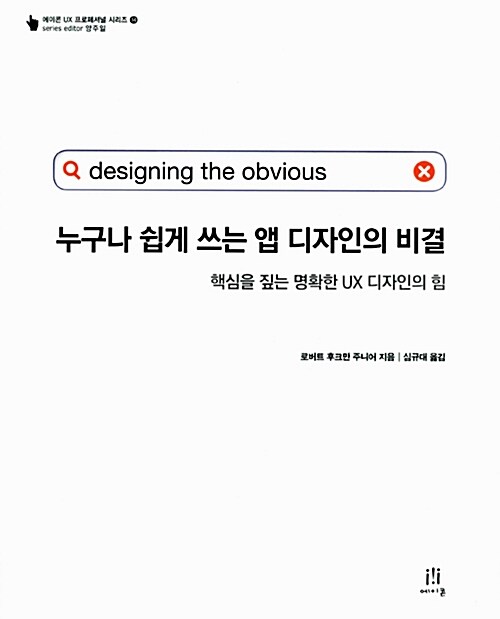 에이콘 UX 프로페셔널 시리즈
series editor 양주일
designing the obvious
누구나 쉽게 쓰는 앱 디자인의 비결
핵심을 짚는 명확한 UX 디자인의 힘
로버트 후크만 주니어 지음 | 심규대 옮김
에이콘